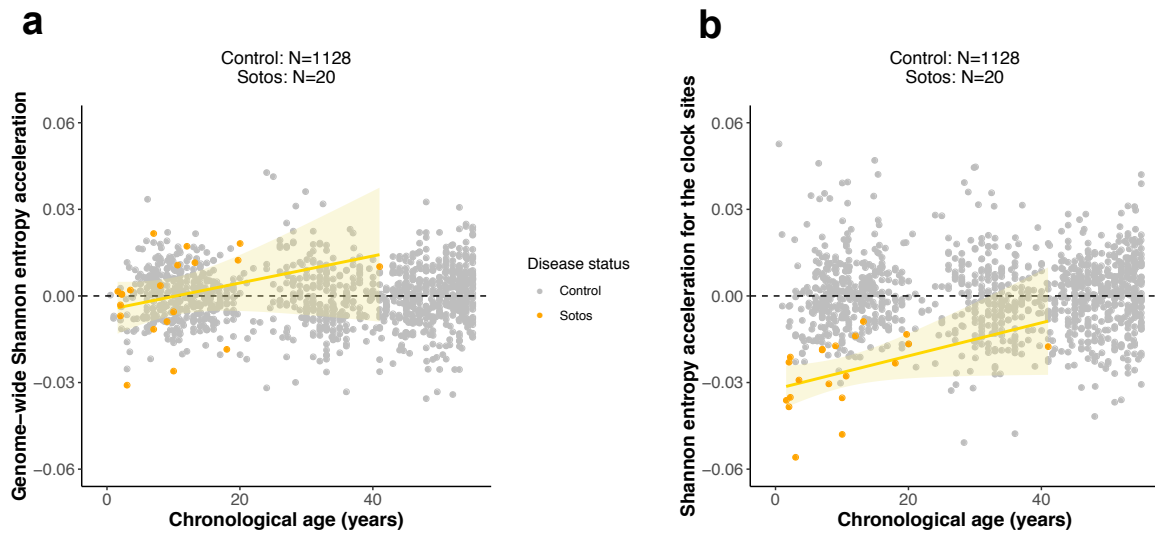 a
Control: N=1128
Sotos: N=20
Genome−wide Shannon entropy acceleration
0.06
0.03
0.00
−0.03
−0.06
0
20
40
Chronological age (years)
Disease status
Control
Sotos
b
Control: N=1128
Sotos: N=20
Shannon entropy acceleration for the clock sites
0.06
0.03
0.00
−0.03
−0.06
0
20
40
Chronological age (years)